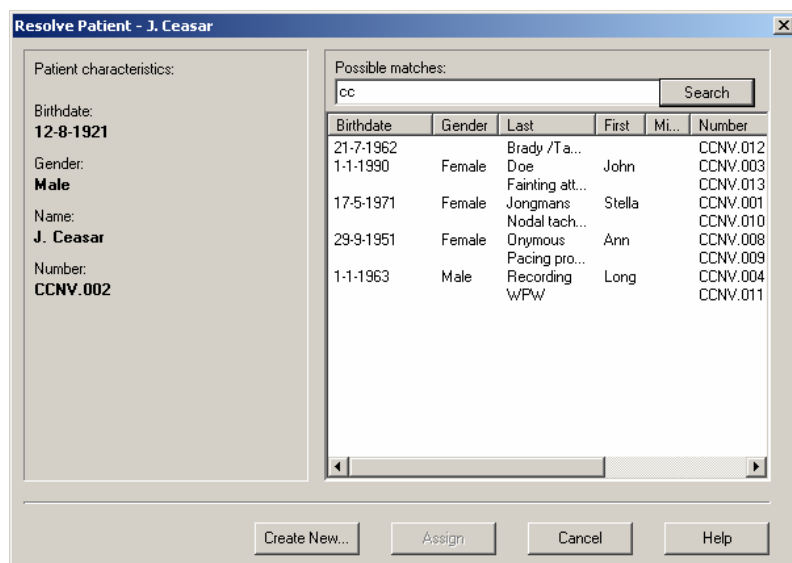 Resolve Patient - J. Ceasar
Patient characteristics:
Birthdate:
12-8-1921
Gender:
Male
Name:
J. Ceasar
Number:
CCNV.002
Possible matches:
cc Search
Birthdate Gender Last First Mi... Number
21-7-1962 Brady /Ta... CCNV.012
1-1-1990 Female Doe John CCNV.003
Fainting att... CCNV.013
17-5-1971 Female Jongmans Stella CCNV.001
Nodal tach... CCNV.010
29-9-1951 Female Onymous Ann CCNV.008
Pacing pro... CCNV.009
1-1-1963 Male Recording Long CCNV.004
WPW CCNV.011
Create New... Assign Cancel Help